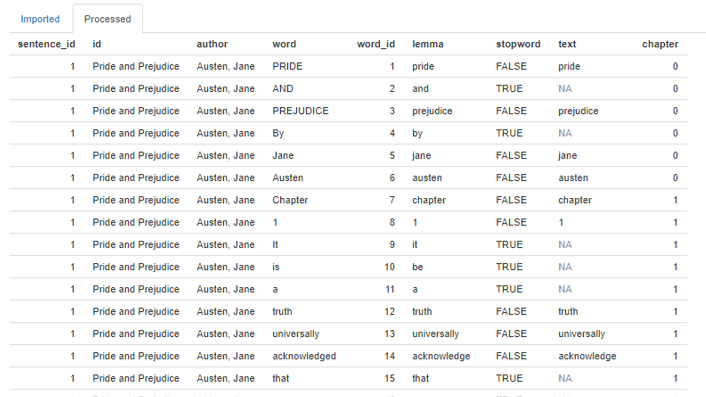 Imported Processed
sentence_id id author word word_id lemma stopword text chapter
1 Pride and Prejudice Austen, Jane PRIDE 1 pride FALSE pride 0
1 Pride and Prejudice Austen, Jane AND 2 and TRUE NA 0
1 Pride and Prejudice Austen, Jane PREJUDICE 3 prejudice FALSE prejudice 0
1 Pride and Prejudice Austen, Jane By 4 by TRUE NA 0
1 Pride and Prejudice Austen, Jane Jane 5 jane FALSE jane 0
1 Pride and Prejudice Austen, Jane Austen 6 austen FALSE austen 0
1 Pride and Prejudice Austen, Jane Chapter 7 chapter FALSE chapter 1
1 Pride and Prejudice Austen, Jane 1 8 1 FALSE 1 1
1 Pride and Prejudice Austen, Jane It 9 it TRUE NA 1
1 Pride and Prejudice Austen, Jane is 10 be TRUE NA 1
1 Pride and Prejudice Austen, Jane a 11 a TRUE NA 1
1 Pride and Prejudice Austen, Jane truth 12 truth FALSE truth 1
1 Pride and Prejudice Austen, Jane universally 13 universally FALSE universally 1
1 Pride and Prejudice Austen, Jane acknowledged 14 acknowledge FALSE acknowledge 1
1 Pride and Prejudice Austen, Jane that 15 that TRUE NA 1